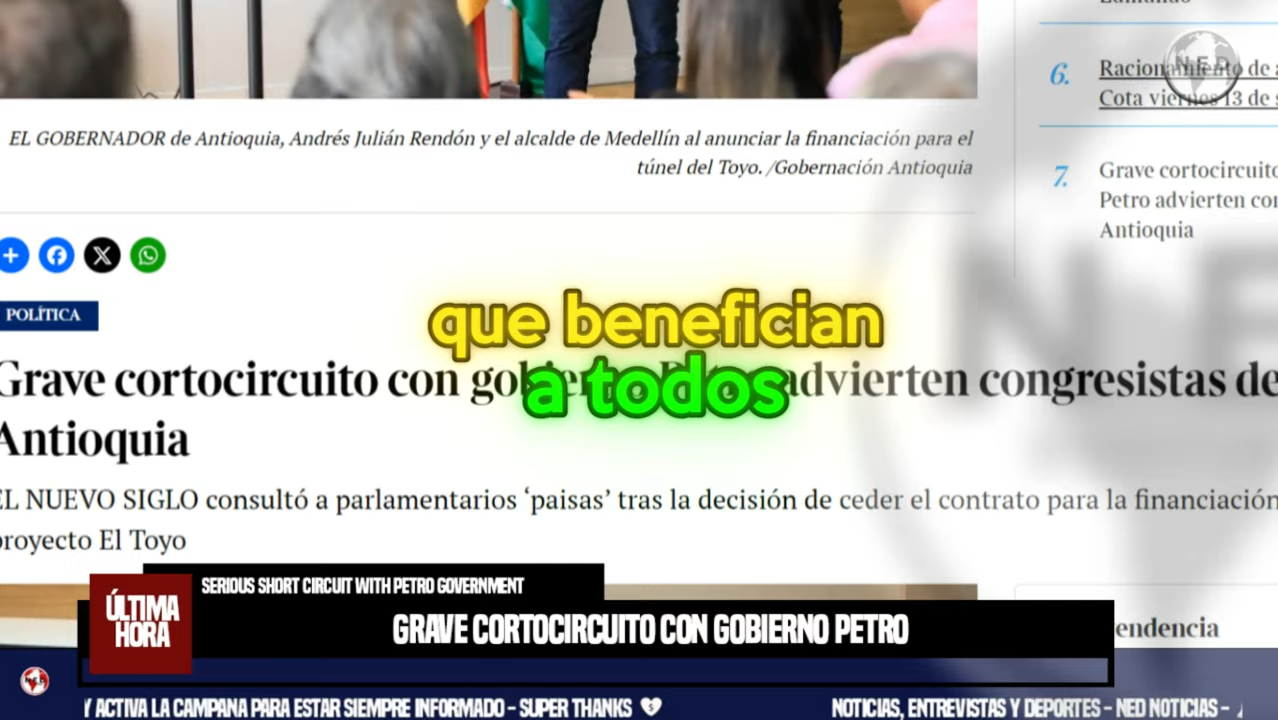 6.
Racionamiento de
Cota viernes 13 de
EL GOBERNADOR de Antioquia, Andrés Julián Rendón y el alcalde de Medellín al anunciar la financiación para el
túnel del Toyo. /Gobernación Antioquia
7.
Grave cortocircuito
Petro advierten
Antioquia
POLÍTICA
que benefician
a todos
Grave cortocircuito con advierten congresistas de
Antioquia
EL NUEVO SIGLO consultó a parlamentarios ‘paisas’ tras la decisión de ceder el contrato para la financiación
proyecto El Toyo
SERIOUS SHORT CIRCUIT WITH PETRO GOVERNMENT
ÚLTIMA
HORA
GRAVE CORTOCIRCUITO CON GOBIERNO PETRO
endencia
Y ACTIVA LA CAMPANA PARA ESTAR SIEMPRE INFORMADO - SUPER THANKS
NOTICIAS, ENTREVISTAS Y DEPORTES - NED NOTICIAS -